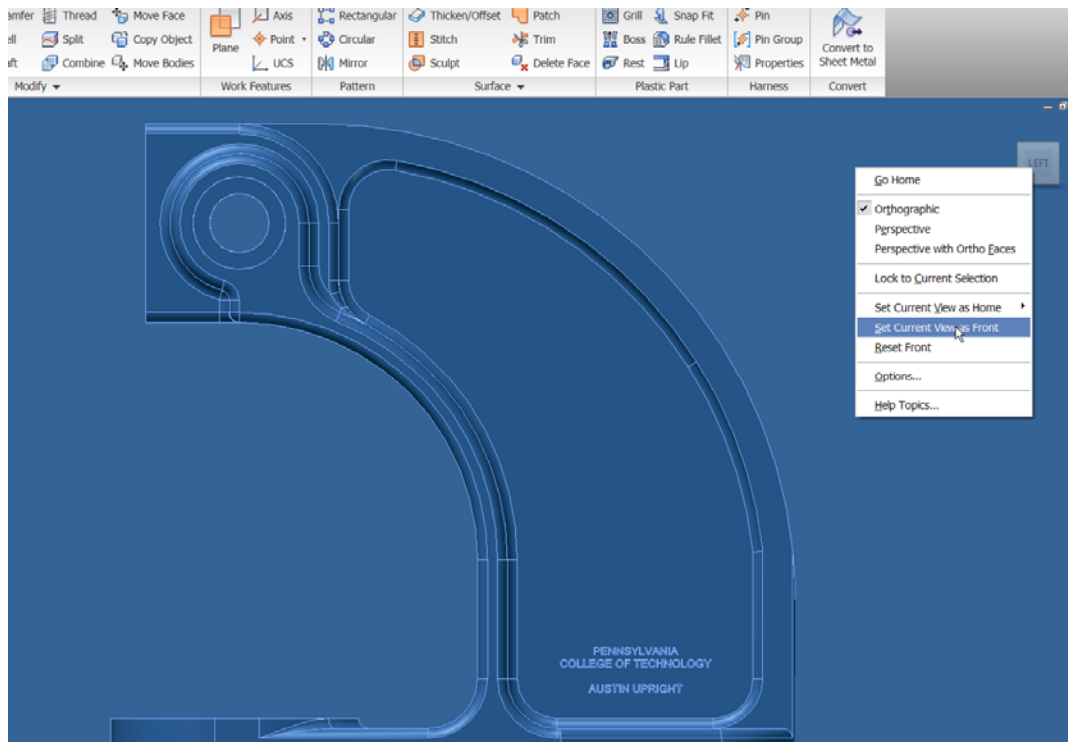 Thread
Move Face
Axis
Rectangular
Thicken/Offset
Patch
Grill
Snap Fit
Pin
Split
Copy Object
Plane
Point
Circular
Stitch
Trim
Boss
Rule Fillet
Pin Group
Convert to
Sheet Metal
Combine
Move Bodies
UCS
Mirror
Sculpt
Delete Face
Rest
Lip
Properties
Modify
Work Features
Pattern
Surface
Plastic Part
Harness
Convert
LEFT
Go Home
Orthographic
Perspective
Perspective with Ortho Faces
Lock to Current Selection
Set Current View as Home
Set Current View as Front
Reset Front
Options...
Help Topics...
PENNSYLVANIA
COLLEGE OF TECHNOLOGY
AUSTIN UPRIGHT